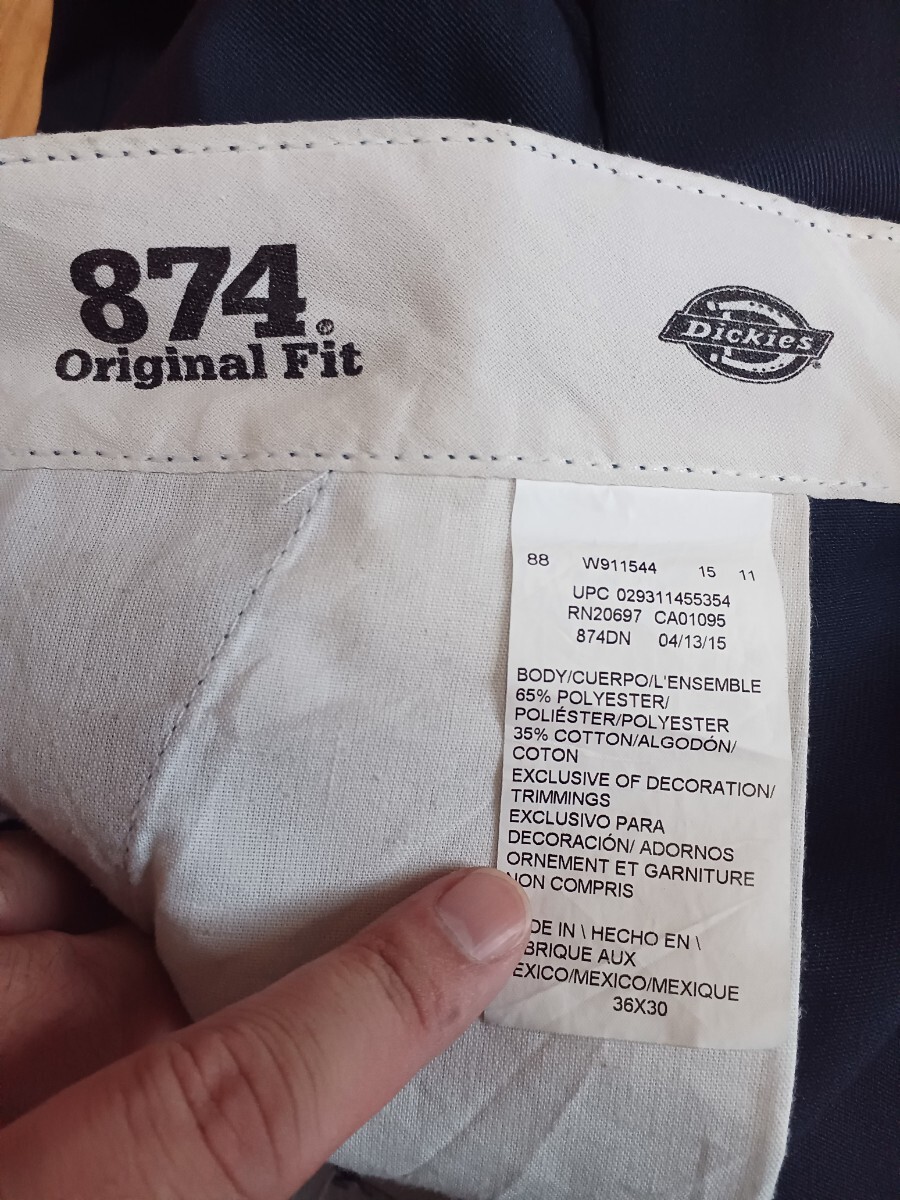 874®
Original Fit
Dickies®
88 W911544 15 11
UPC 029311455354
RN20697 CA01095
874DN 04/13/15
BODY/CUERPO/L'ENSEMBLE
65% POLYESTER/
POLIÉSTER/POLYESTER
35% COTTON/ALGODÓN/
COTON
EXCLUSIVE OF DECORATION/
TRIMMINGS
EXCLUSIVO PARA
DECORACIÓN/ ADORNOS
ORNEMENT ET GARNITURE
NON COMPRIS
DE IN \ HECHO EN \
BRIQUE AUX
EXICO/MEXICO/MEXIQUE
36X30